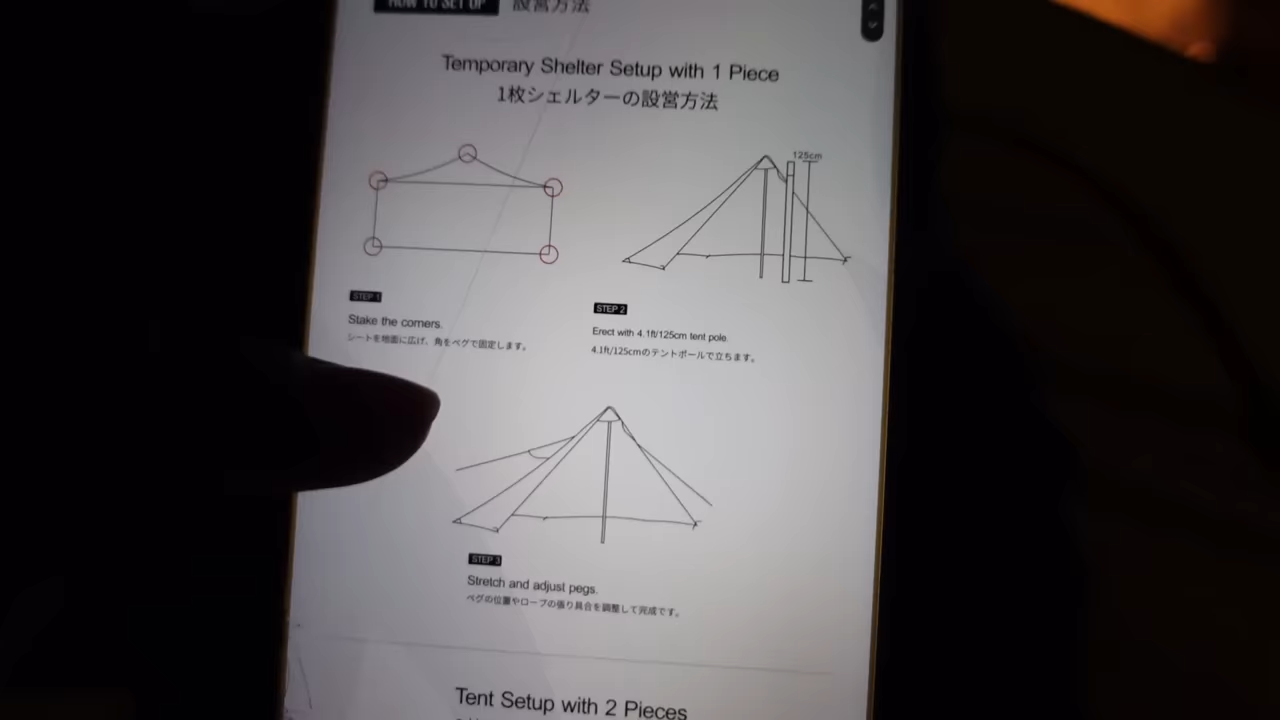 HOW TO SET UP 設営方法
Temporary Shelter Setup with 1 Piece
1枚シェルターの設営方法
125cm
STEP 1
Stake the corners.
シートを地面に広げ、角をペグで固定します。
STEP 2
Erect with 4.1ft/125cm tent pole.
4.1ft/125cmのテントポールで立ちます。
STEP 3
Stretch and adjust pegs.
ペグの位置やロープの張り具合を調整して完成です。
Tent Setup with 2 Pieces